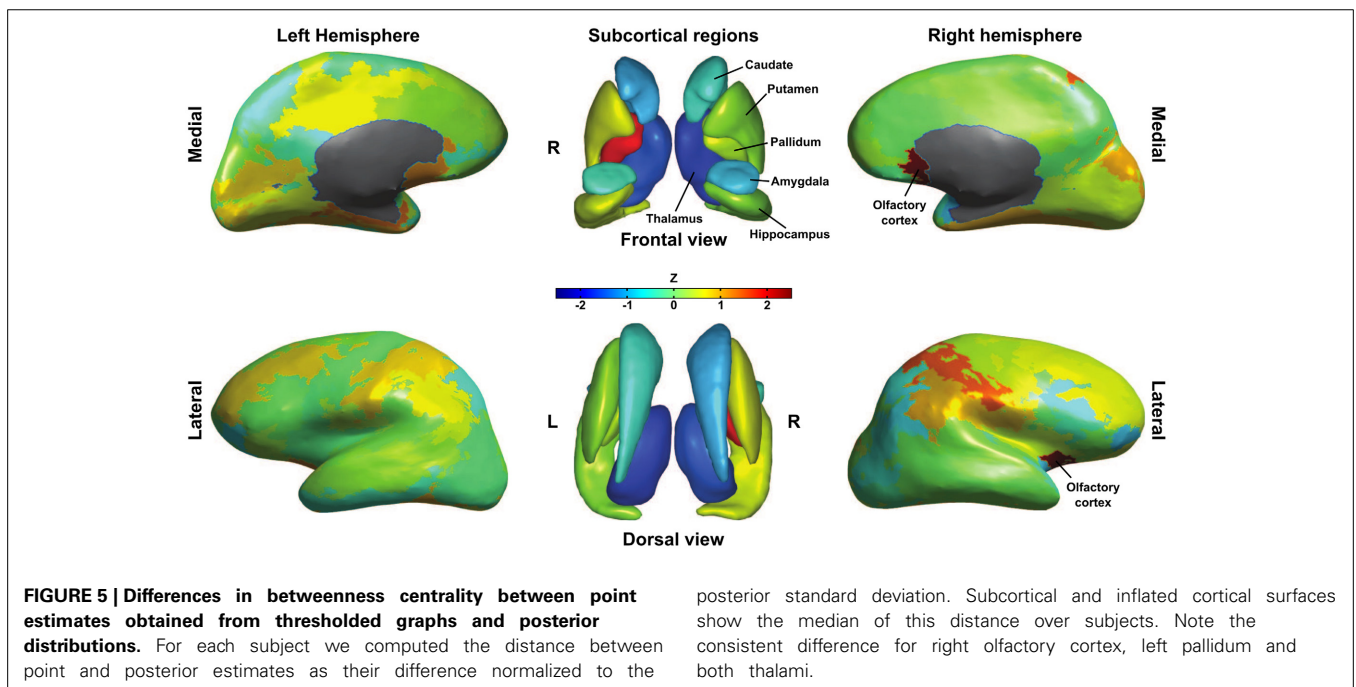 Left Hemisphere
Subcortical regions
Right hemisphere
Medial
R
Caudate
Putamen
Pallidum
Amygdala
Thalamus
Hippocampus
Frontal view
Olfactory
cortex
Medial
Z
-2 -1 0 1 2
Lateral
L
R
Dorsal view
Olfactory
cortex
Lateral
FIGURE 5 | Differences in betweenness centrality between point
estimates obtained from thresholded graphs and posterior
distributions. For each subject we computed the distance between
point and posterior estimates as their difference normalized to the
posterior standard deviation. Subcortical and inflated cortical surfaces
show the median of this distance over subjects. Note the
consistent difference for right olfactory cortex, left pallidum and
both thalami.